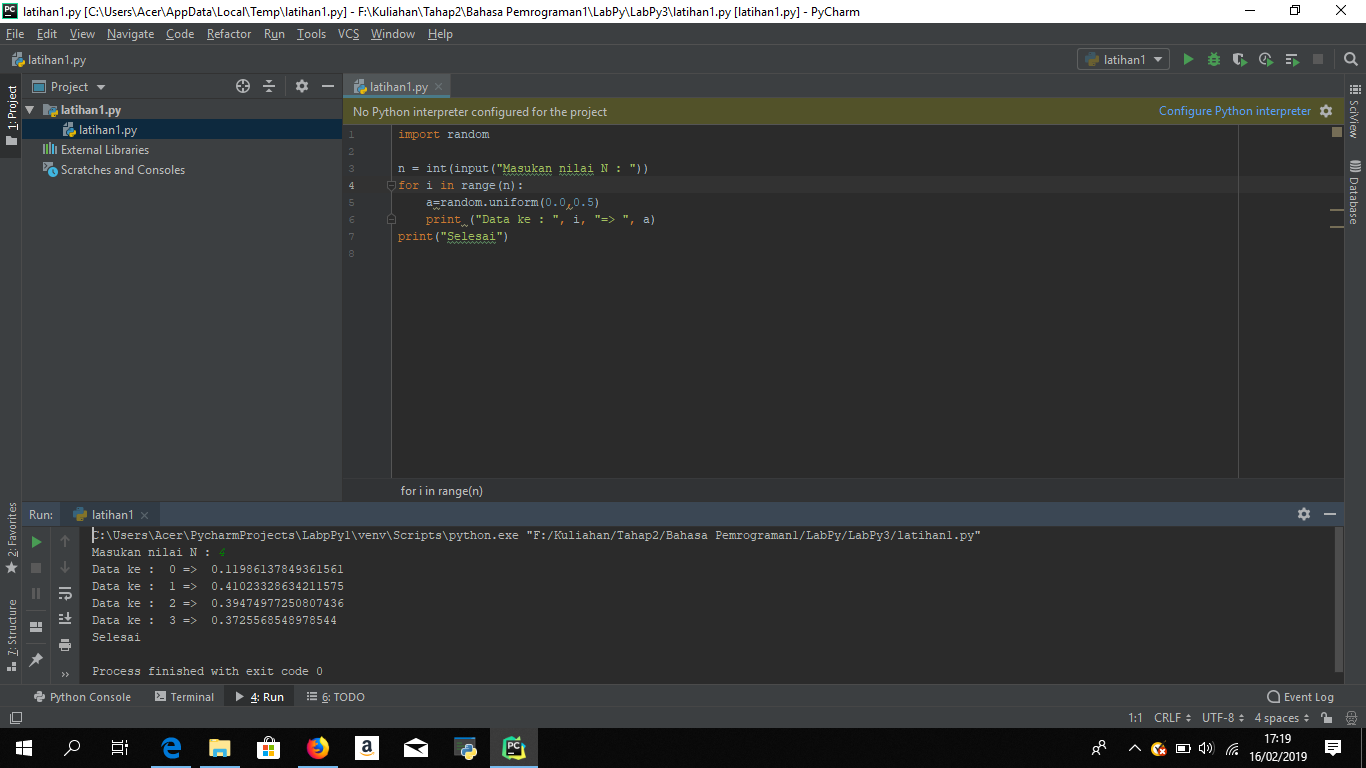 latihan1.py [C:\Users\Acer\AppData\Local\Temp\latihan1.py] - F:\Kuliahan\Tahap2\Bahasa Pemrograman1\LabPy\LabPy3\latihan1.py [latihan1.py] - PyCharm
File Edit View Navigate Code Refactor Run Tools VCS Window Help
latihan1.py
latihan1
1: Project
Project
latihan1.py
latihan1.py
External Libraries
Scratches and Consoles
latihan1.py
No Python interpreter configured for the project
Configure Python interpreter
1 import random
2
3 n = int(input("Masukan nilai N : "))
4 for i in range(n):
5 a=random.uniform(0.0,0.5)
6 print ("Data ke : ", i, "=> ", a)
7 print("Selesai")
8
for i in range(n)
SciView
Database
2: Favorites
7: Structure
Run: latihan1
C:\Users\Acer\PycharmProjects\LabpPy1\venv\Scripts\python.exe "F:/Kuliahan/Tahap2/Bahasa Pemrograman1/LabPy/LabPy3/latihan1.py"
Masukan nilai N : 4
Data ke :  0 =>  0.11986137849361561
Data ke :  1 =>  0.41023328634211575
Data ke :  2 =>  0.39474977250807436
Data ke :  3 =>  0.3725568548978544
Selesai
Process finished with exit code 0
Python Console Terminal 4: Run 6: TODO Event Log
1:1 CRLF UTF-8 4 spaces
17:19
16/02/2019